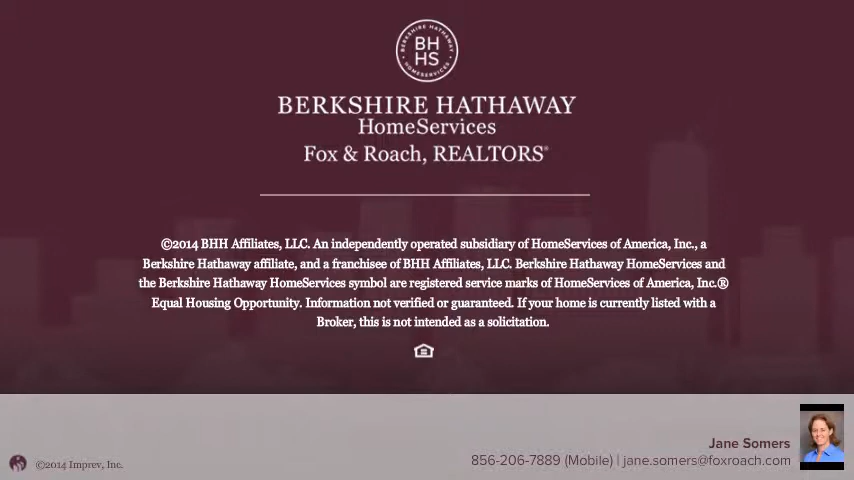 BERKSHIRE HATHAWAY
HOMESERVICES
BH
HS
BERKSHIRE HATHAWAY
HomeServices
Fox & Roach, REALTORS®
©2014 BHH Affiliates, LLC. An independently operated subsidiary of HomeServices of America, Inc., a
Berkshire Hathaway affiliate, and a franchisee of BHH Affiliates, LLC. Berkshire Hathaway HomeServices and
the Berkshire Hathaway HomeServices symbol are registered service marks of HomeServices of America, Inc.®
Equal Housing Opportunity. Information not verified or guaranteed. If your home is currently listed with a
Broker, this is not intended as a solicitation.
Jane Somers
856-206-7889 (Mobile) | jane.somers@foxroach.com
©2014 Imprev, Inc.